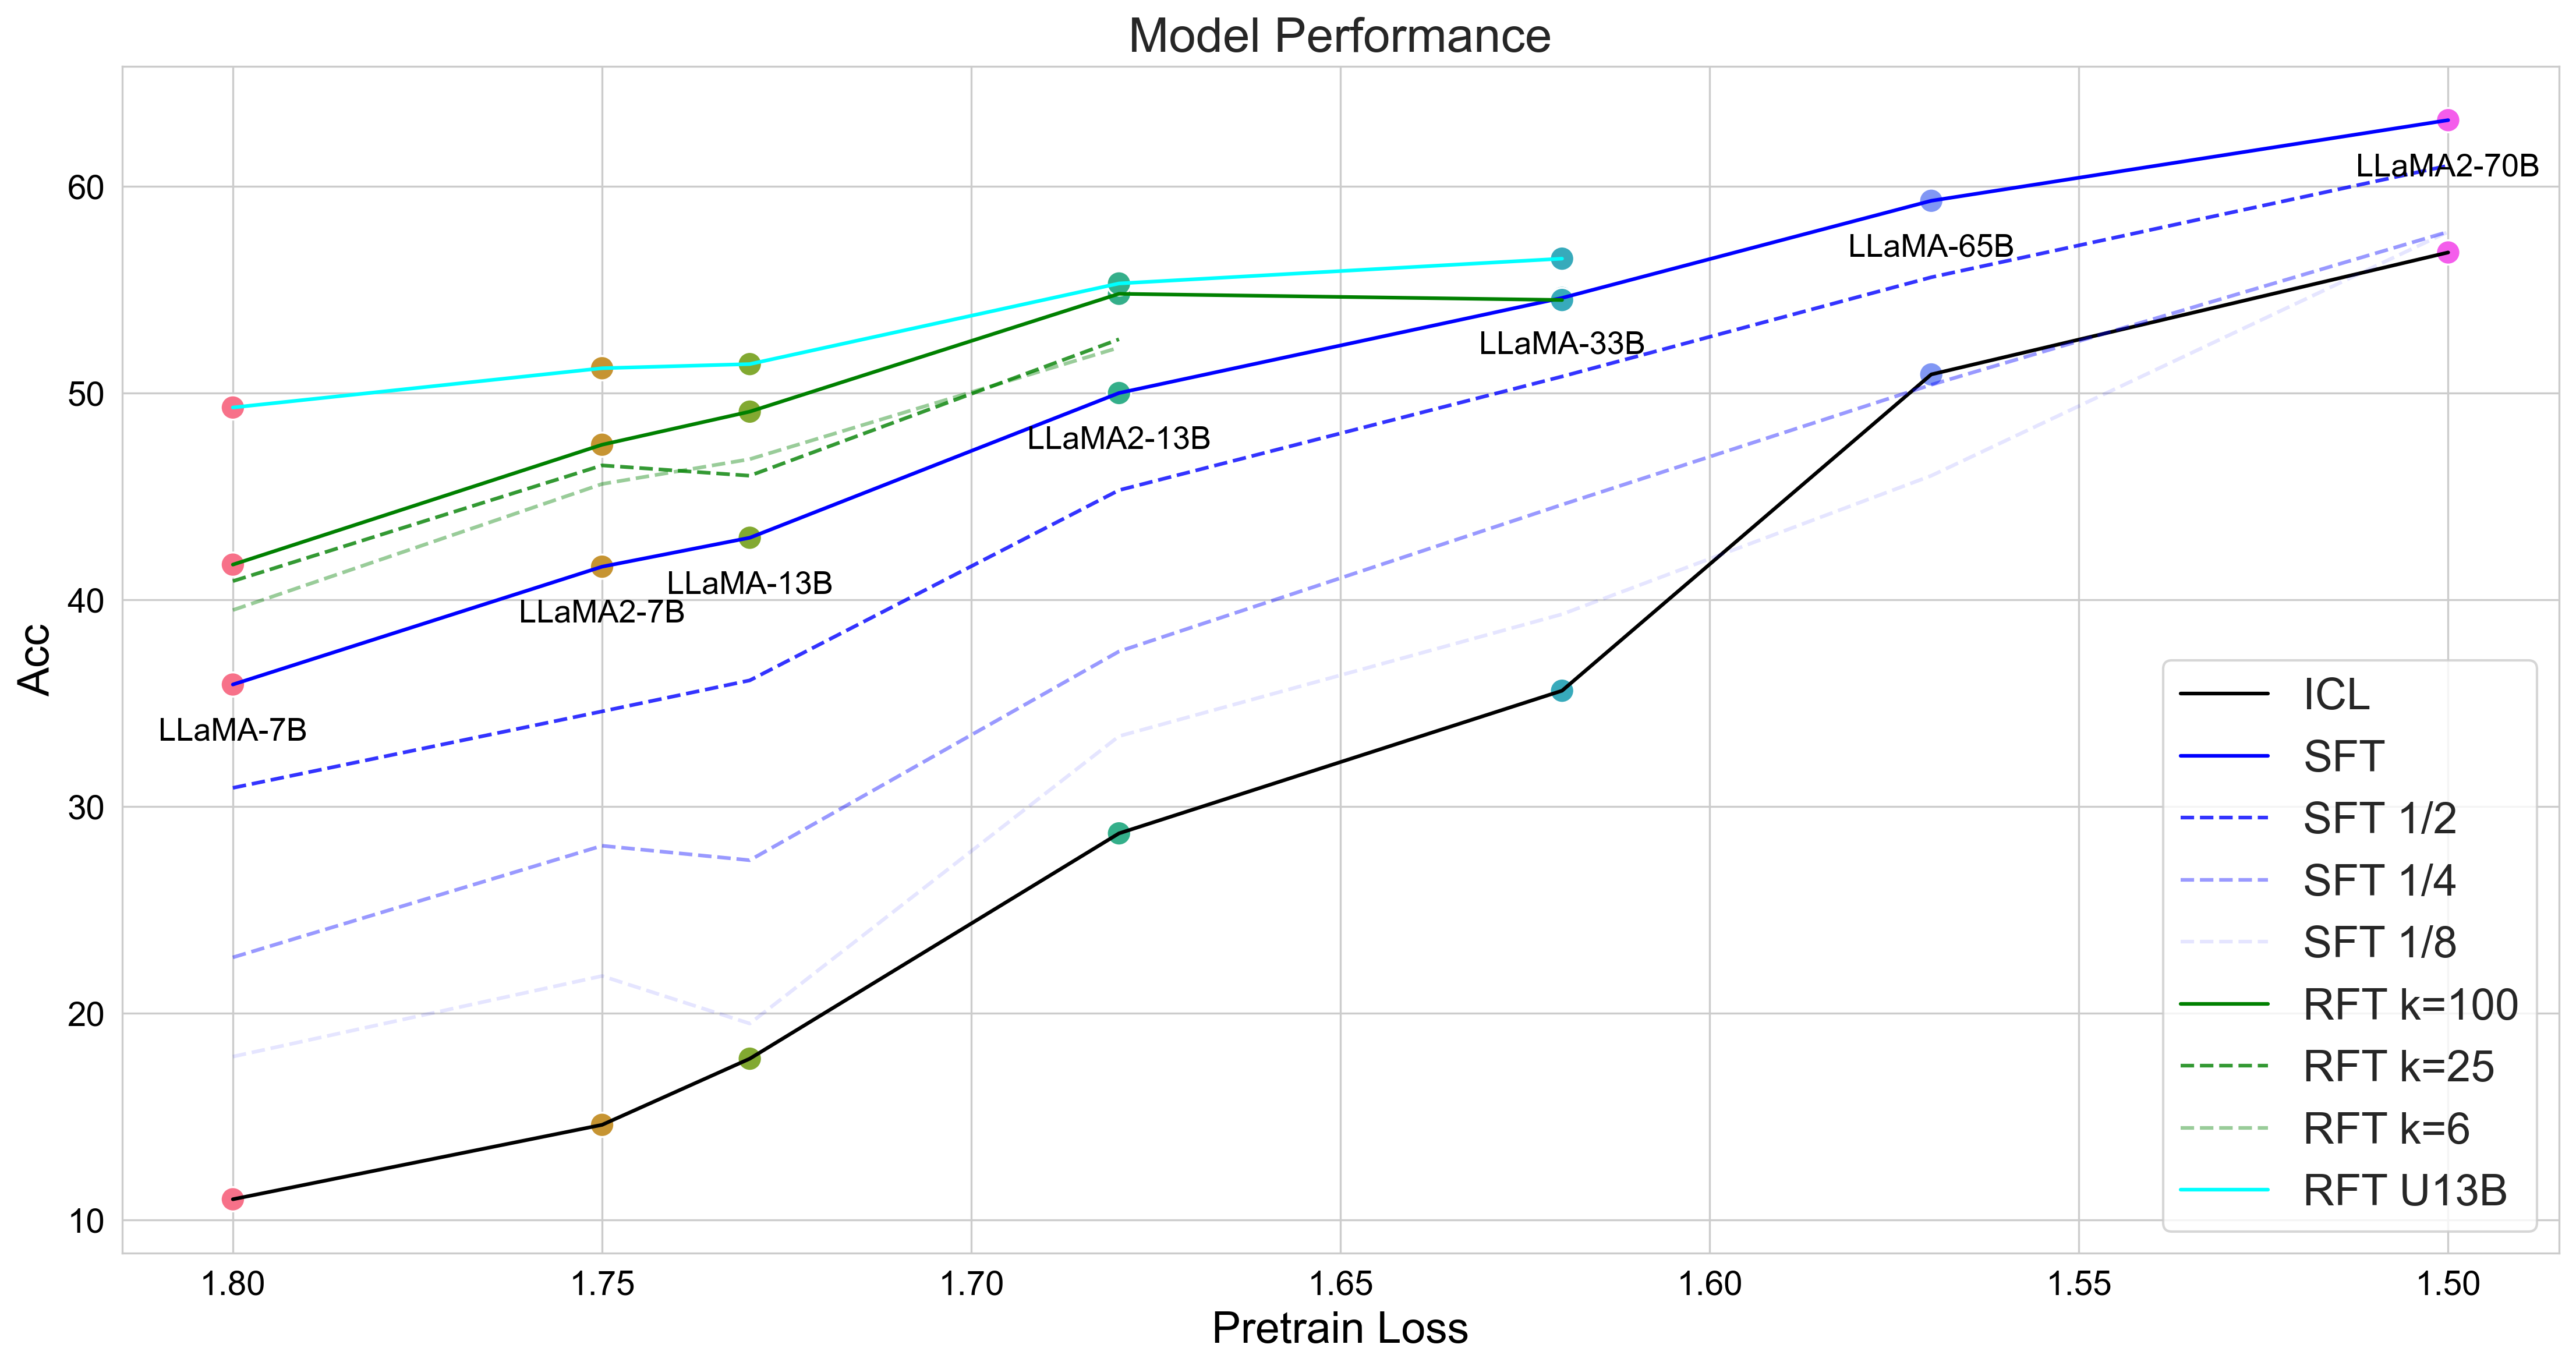 Model Performance
Acc
60
50
40
30
20
10
LLaMA2-70B
LLaMA-65B
LLaMA-33B
LLaMA2-13B
LLaMA-13B
LLaMA2-7B
LLaMA-7B
ICL
SFT
SFT 1/2
SFT 1/4
SFT 1/8
RFT k=100
RFT k=25
RFT k=6
RFT U13B
1.80 1.75 1.70 1.65 1.60 1.55 1.50
Pretrain Loss